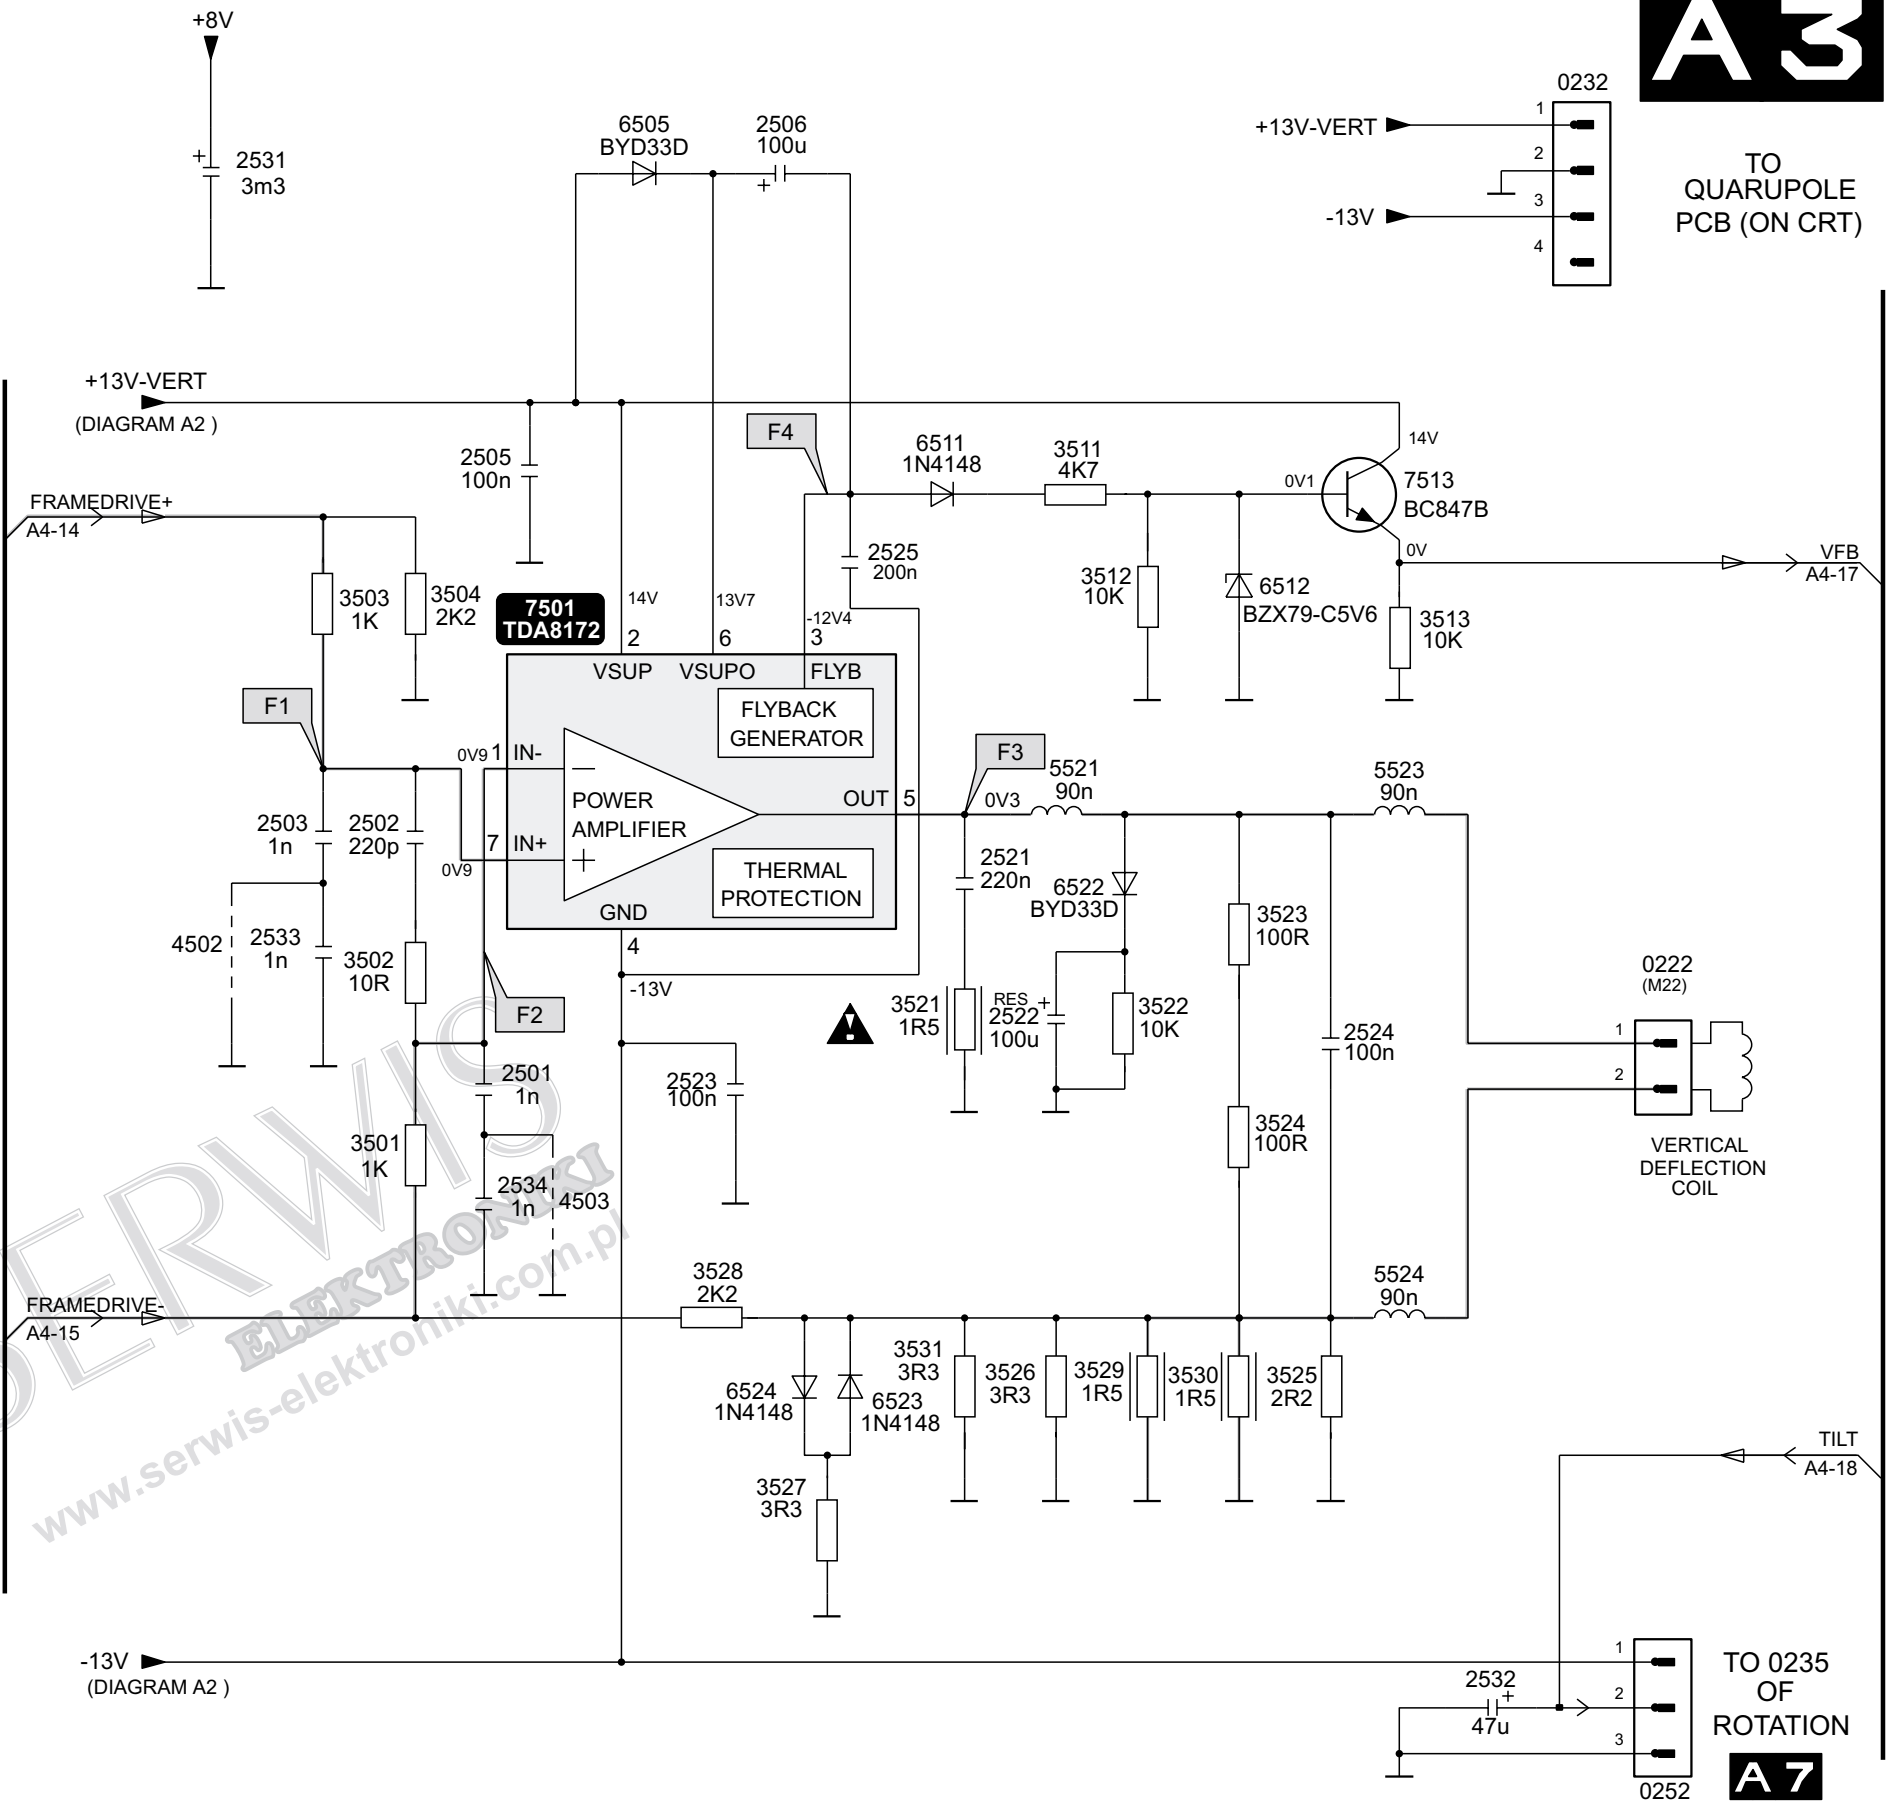 +8V
A3
+
2531
3m3
6505
BYD33D
2506
100u
+
0232
+13V-VERT
1
2
-13V
3
4
TO
QUARUPOLE
PCB (ON CRT)
+13V-VERT
(DIAGRAM A2 )
2505
100n
F4
6511
1N4148
3511
4K7
0V1
14V
7513
BC847B
0V
VFB
A4-17
FRAMEDRIVE+
A4-14
3503
1K
3504
2K2
7501
TDA8172
14V
2
13V7
6
-12V4
3
2525
200n
3512
10K
6512
BZX79-C5V6
3513
10K
VSUP
VSUPO
FLYB
FLYBACK
GENERATOR
F1
0V9
1
IN-
POWER
AMPLIFIER
OUT
5
0V3
F3
5521
90n
5523
90n
2503
1n
2502
220p
0V9
7
IN+
THERMAL
PROTECTION
GND
4
-13V
2521
220n
6522
BYD33D
3523
100R
4502
2533
1n
3502
10R
F2
3521
1R5
RES
+
2522
100u
3522
10K
2524
100n
0222
(M22)
1
2
VERTICAL
DEFLECTION
COIL
2501
1n
2523
100n
3501
1K
3524
100R
2534
1n
4503
SERWIS
ELEKTRONIKI
www.serwis-elektroniki.com.pl
FRAMEDRIVE-
A4-15
3528
2K2
5524
90n
6524
1N4148
6523
1N4148
3531
3R3
3526
3R3
3529
1R5
3530
1R5
3525
2R2
3527
3R3
TILT
A4-18
-13V
(DIAGRAM A2 )
2532
+
47u
1
2
3
0252
TO 0235
OF
ROTATION
A7